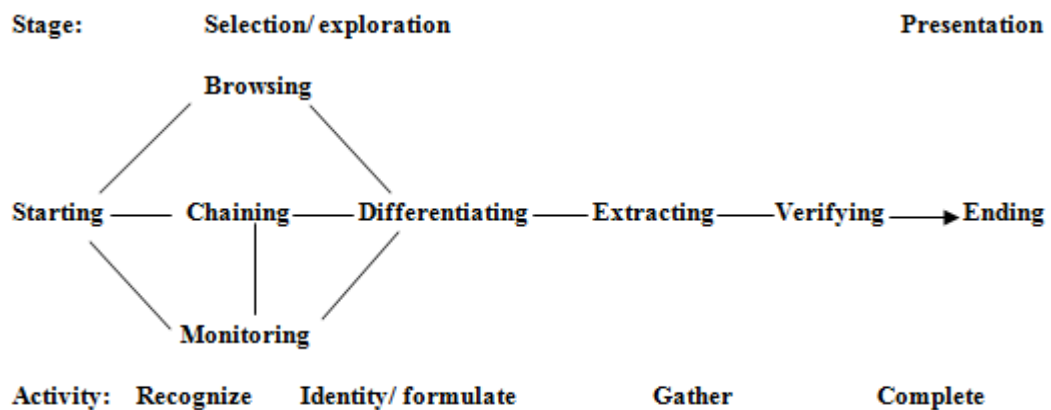 Stage: Selection/ exploration Presentation
Browsing
Starting Chaining Differentiating Extracting Verifying Ending
Monitoring
Activity: Recognize Identity/ formulate Gather Complete